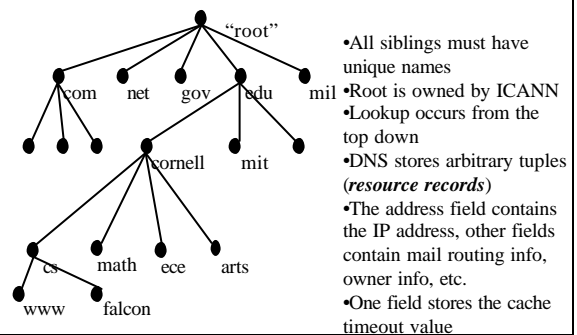 “root”
com net gov edu mil
cornell mit
cs math ece arts
www falcon
•All siblings must have
unique names
•Root is owned by ICANN
•Lookup occurs from the
top down
•DNS stores arbitrary tuples
(resource records)
•The address field contains
the IP address, other fields
contain mail routing info,
owner info, etc.
•One field stores the cache
timeout value